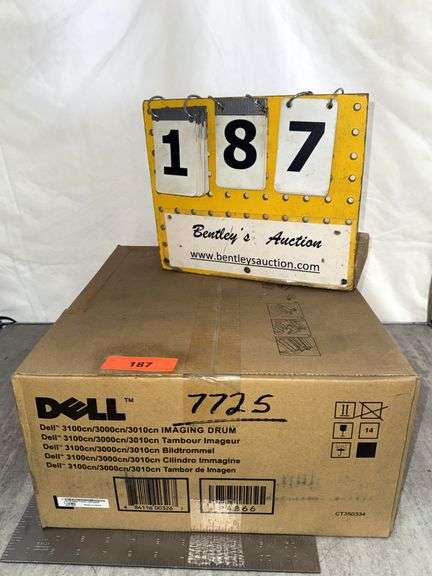 187
Bentley's Auction
www.bentleysauction.com
187
DELL™
7725
Dell™ 3100cn/3000cn/3010cn IMAGING DRUM
Dell™ 3100cn/3000cn/3010cn Tambour Imageur
Dell™ 3100cn/3000cn/3010cn Bildtrommel
Dell™ 3100cn/3000cn/3010cn Cilindro Immagine
Dell™ 3100cn/3000cn/3010cn Tambor de Imagen
14
CT350334